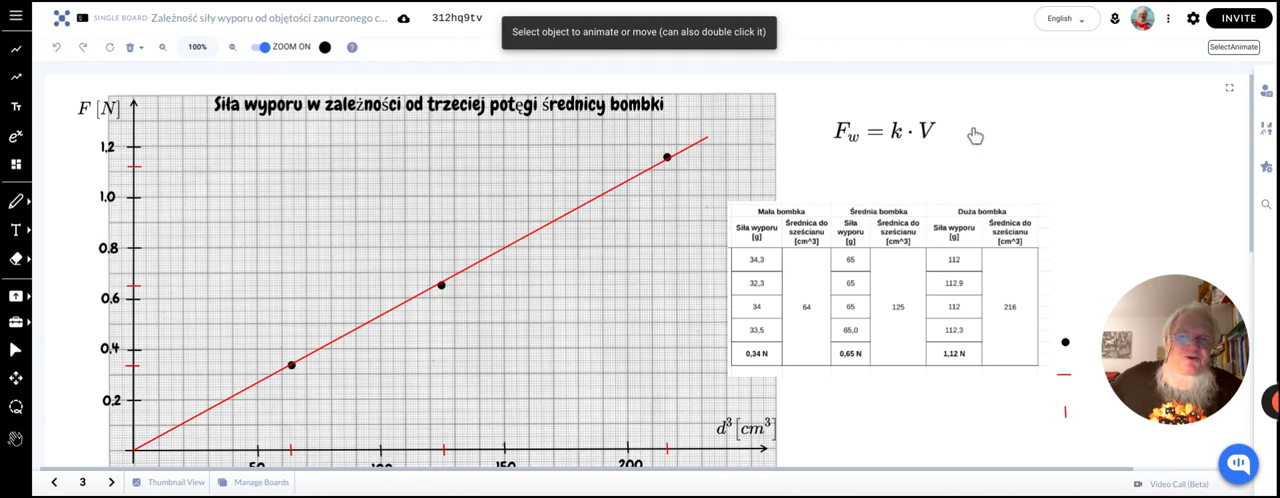 SINGLE BOARD: Zależność siły wyporu od objętości zanurzonego c...
312hq9tv
Select object to animate or move (can also double click it)
English
INVITE
100%
ZOOM ON
SelectAnimate
F [N]
Siła wyporu w zależności od trzeciej potęgi średnicy bombki
1,2
1.0
0.8
0.6
0.4
0.2
50
100
150
200
d³ [cm³]
F_w = k · V
Mała bombka Średnia bombka Duża bombka
Siła wyporu [g] Średnica do sześcianu [cm^3] Siła wyporu [g] Średnica do sześcianu [cm^3] Siła wyporu [g] Średnica do sześcianu [cm^3]
34,3 65 112
32,3 65 112,9
34 64 65 125 112 216
33,5 65,0 112,3
0,34 N 0,65 N 1,12 N
3
Thumbnail View
Manage Boards
Video Call (Beta)